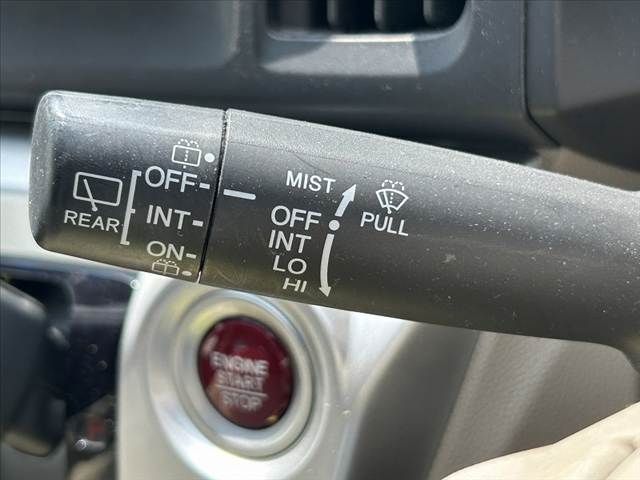 REAR
OFF
INT
ON
MIST
OFF
INT
LO
HI
PULL
ENGINE
START
STOP